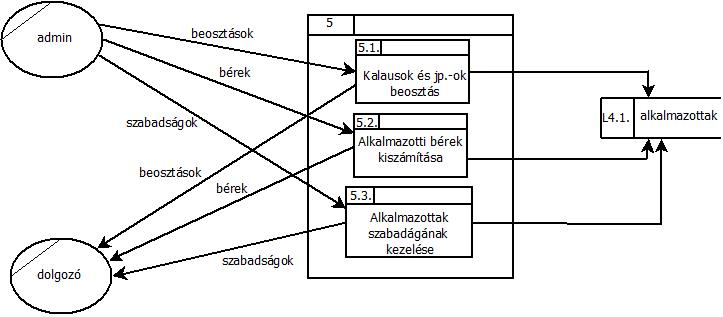 admin
beosztások
5
5.1.
Kalausok és jp.-ok
beosztás
bérek
L4.1.
alkalmazottak
szabadságok
5.2.
Alkalmazotti bérek
kiszámítása
beosztások
bérek
5.3.
Alkalmazottak
szabadágának
kezelése
dolgozó
szabadságok